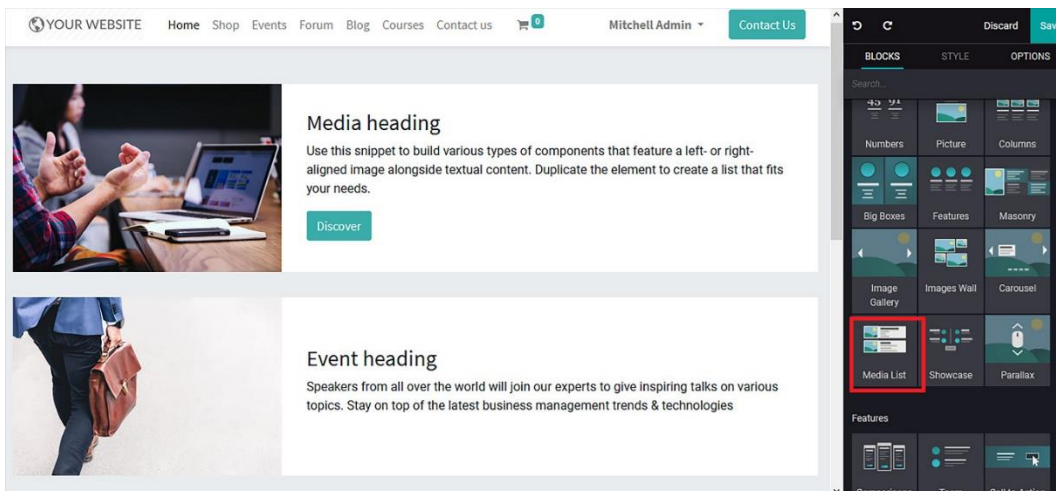 YOUR WEBSITE Home Shop Events Forum Blog Courses Contact us 0 Mitchell Admin Contact Us
Media heading
Use this snippet to build various types of components that feature a left- or right-
aligned image alongside textual content. Duplicate the element to create a list that fits
your needs.
Discover
Event heading
Speakers from all over the world will join our experts to give inspiring talks on various
topics. Stay on top of the latest business management trends & technologies
Discard Sav
BLOCKS STYLE OPTIONS
Search...
45 91
Numbers Picture Columns
Big Boxes Features Masonry
Image
Gallery
Images Wall Carousel
Media List Showcase Parallax
Features